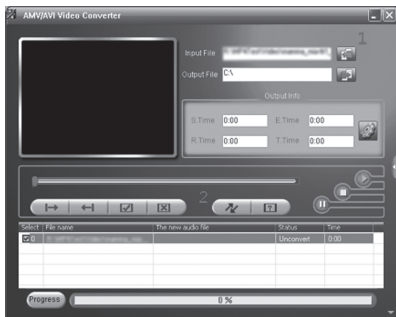 AMV/AVI Video Converter
1
Input File
Output File C:\
Output Info
S.Time 0:00 E.Time 0:00
R.Time 0:00 T.Time 0:00
2
Select File name The new audio file Status Time
0 Unconvert 0:00
Progress 0 %